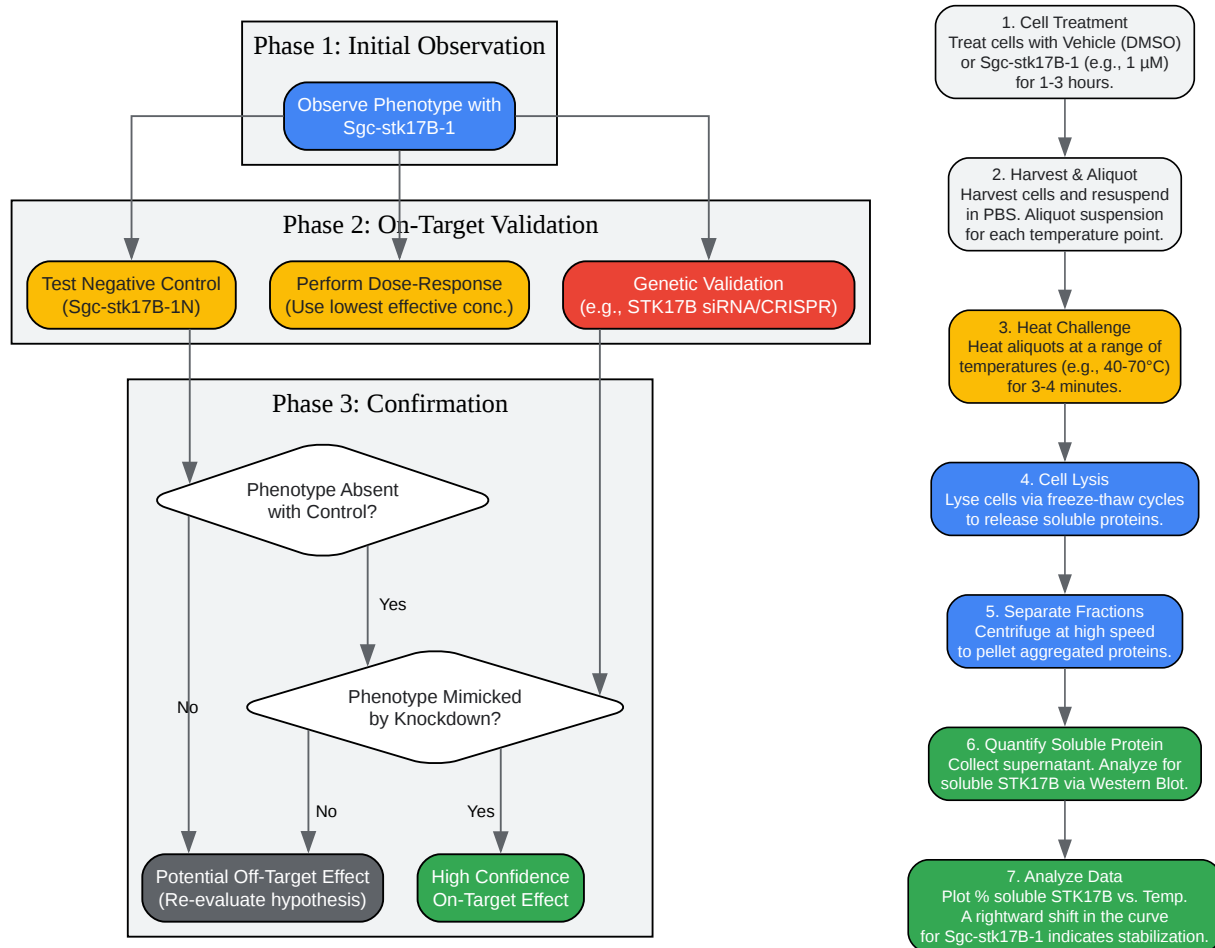 Phase 1: Initial Observation
Observe Phenotype with
Sgc-stk17B-1
Phase 2: On-Target Validation
Test Negative Control
(Sgc-stk17B-1N)
Perform Dose-Response
(Use lowest effective conc.)
Genetic Validation
(e.g., STK17B siRNA/CRISPR)
Phase 3: Confirmation
Phenotype Absent
with Control?
Yes
No
Phenotype Mimicked
by Knockdown?
No
Yes
Potential Off-Target Effect
(Re-evaluate hypothesis)
High Confidence
On-Target Effect
1. Cell Treatment
Treat cells with Vehicle (DMSO)
or Sgc-stk17B-1 (e.g., 1 µM)
for 1-3 hours.
2. Harvest & Aliquot
Harvest cells and resuspend
in PBS. Aliquot suspension
for each temperature point.
3. Heat Challenge
Heat aliquots at a range of
temperatures (e.g., 40-70°C)
for 3-4 minutes.
4. Cell Lysis
Lyse cells via freeze-thaw cycles
to release soluble proteins.
5. Separate Fractions
Centrifuge at high speed
to pellet aggregated proteins.
6. Quantify Soluble Protein
Collect supernatant. Analyze for
soluble STK17B via Western Blot.
7. Analyze Data
Plot % soluble STK17B vs. Temp.
A rightward shift in the curve
for Sgc-stk17B-1 indicates stabilization.